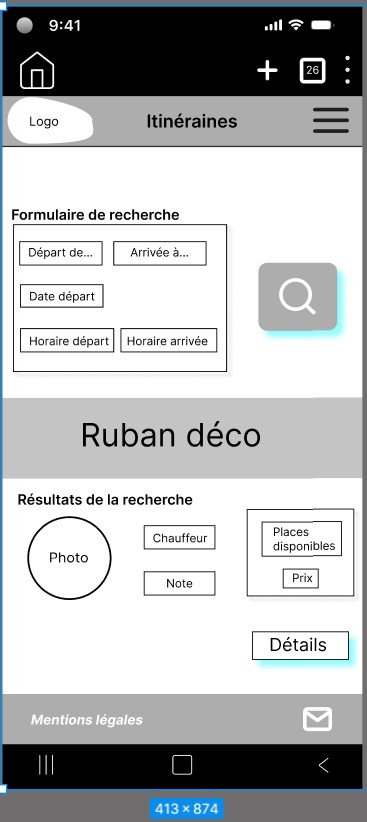 9:41
26
Logo
Itinéraines
Formulaire de recherche
Départ de...
Arrivée à...
Date départ
Horaire départ
Horaire arrivée
Ruban déco
Résultats de la recherche
Photo
Chauffeur
Note
Places
disponibles
Prix
Détails
Mentions légales
413 × 874